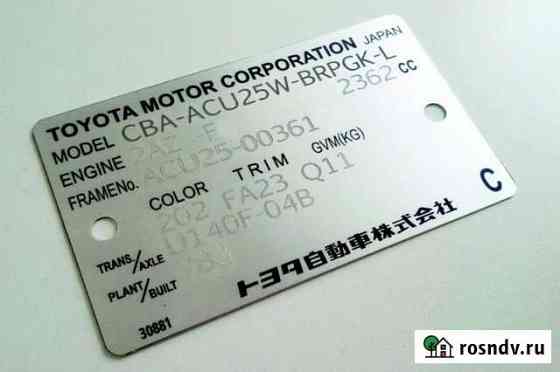 TOYOTA MOTOR CORPORATION JAPAN
MODEL CBA-ACU25W-BRPGK-L
ENGINE 2AZ F 2362 CC
FRAMENo. ACU25-00361
COLOR TRIM GVM(KG)
202 FA23 Q11
TRANS./AXLE U140F-04B
PLANT/BUILT
トヨタ自動車株式会社
C
30881
rosndv.ru